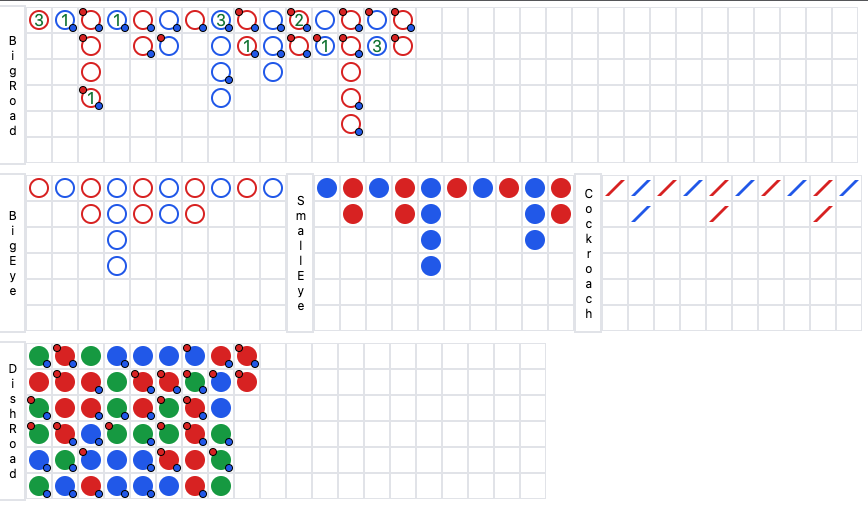 BigRoad
3 1 1 3 2
1 1 3
1
BigEye
SmallEye
Cockroach
DishRoad